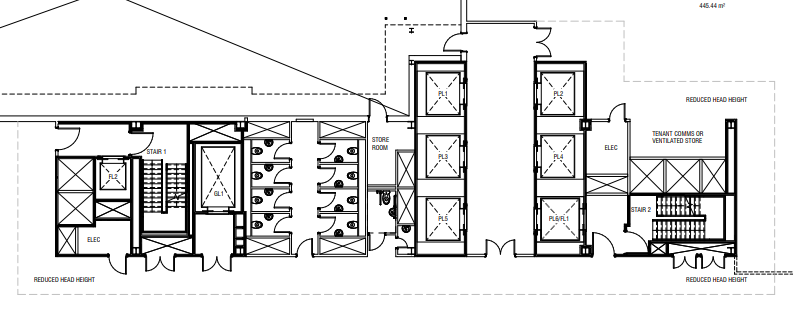 445.44 m²
PL1
PL2
REDUCED HEAD HEIGHT
STAIR 1
STORE
ROOM
PL3
PL4
ELEC
TENANT COMMS OR
VENTILATED STORE
FL2
GL1
PL5
PL6/FL1
STAIR 2
ELEC
REDUCED HEAD HEIGHT
REDUCED HEAD HEIGHT